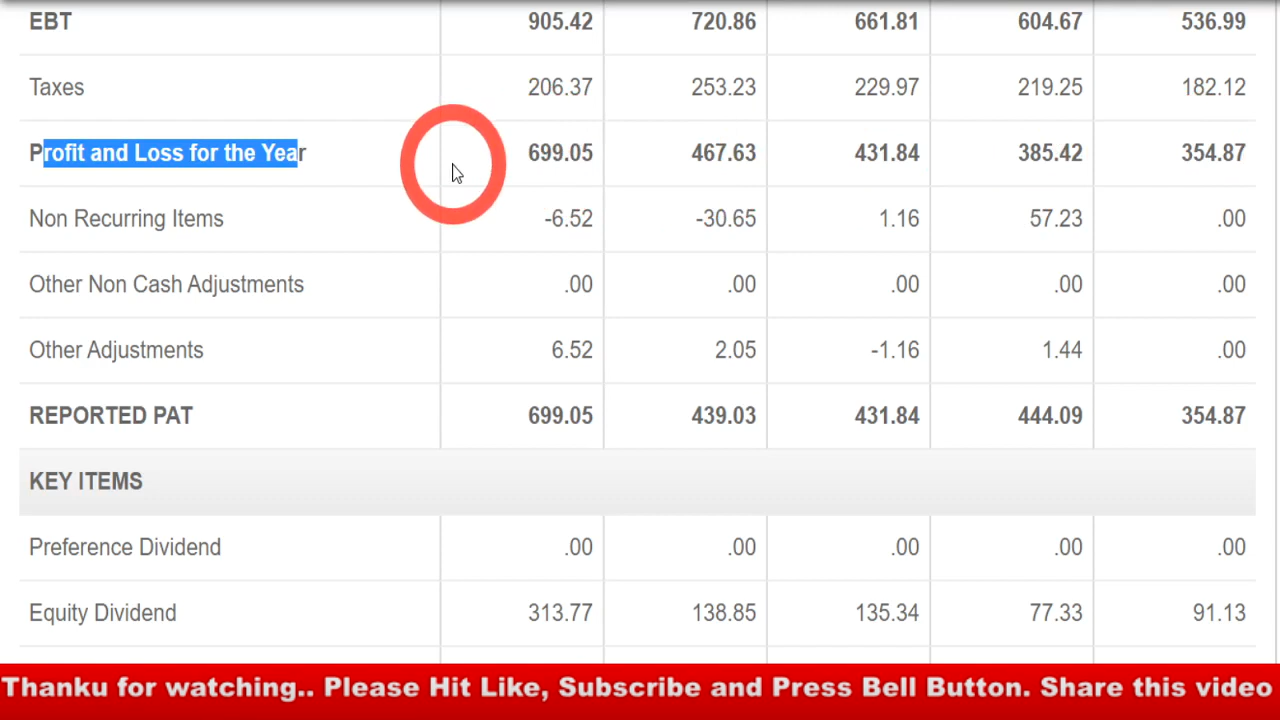 EBT 905.42 720.86 661.81 604.67 536.99
Taxes 206.37 253.23 229.97 219.25 182.12
Profit and Loss for the Year 699.05 467.63 431.84 385.42 354.87
Non Recurring Items -6.52 -30.65 1.16 57.23 .00
Other Non Cash Adjustments .00 .00 .00 .00 .00
Other Adjustments 6.52 2.05 -1.16 1.44 .00
REPORTED PAT 699.05 439.03 431.84 444.09 354.87
KEY ITEMS
Preference Dividend .00 .00 .00 .00 .00
Equity Dividend 313.77 138.85 135.34 77.33 91.13
Thanku for watching.. Please Hit Like, Subscribe and Press Bell Button. Share this video